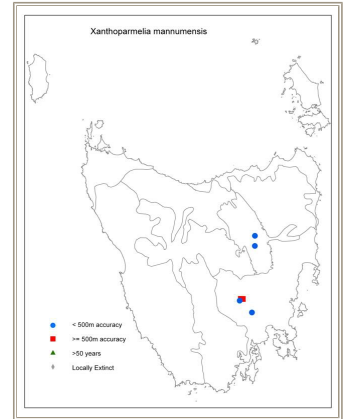 Xanthoparmelia mannumensis
< 500m accuracy
>= 500m accuracy
>50 years
Locally Extinct